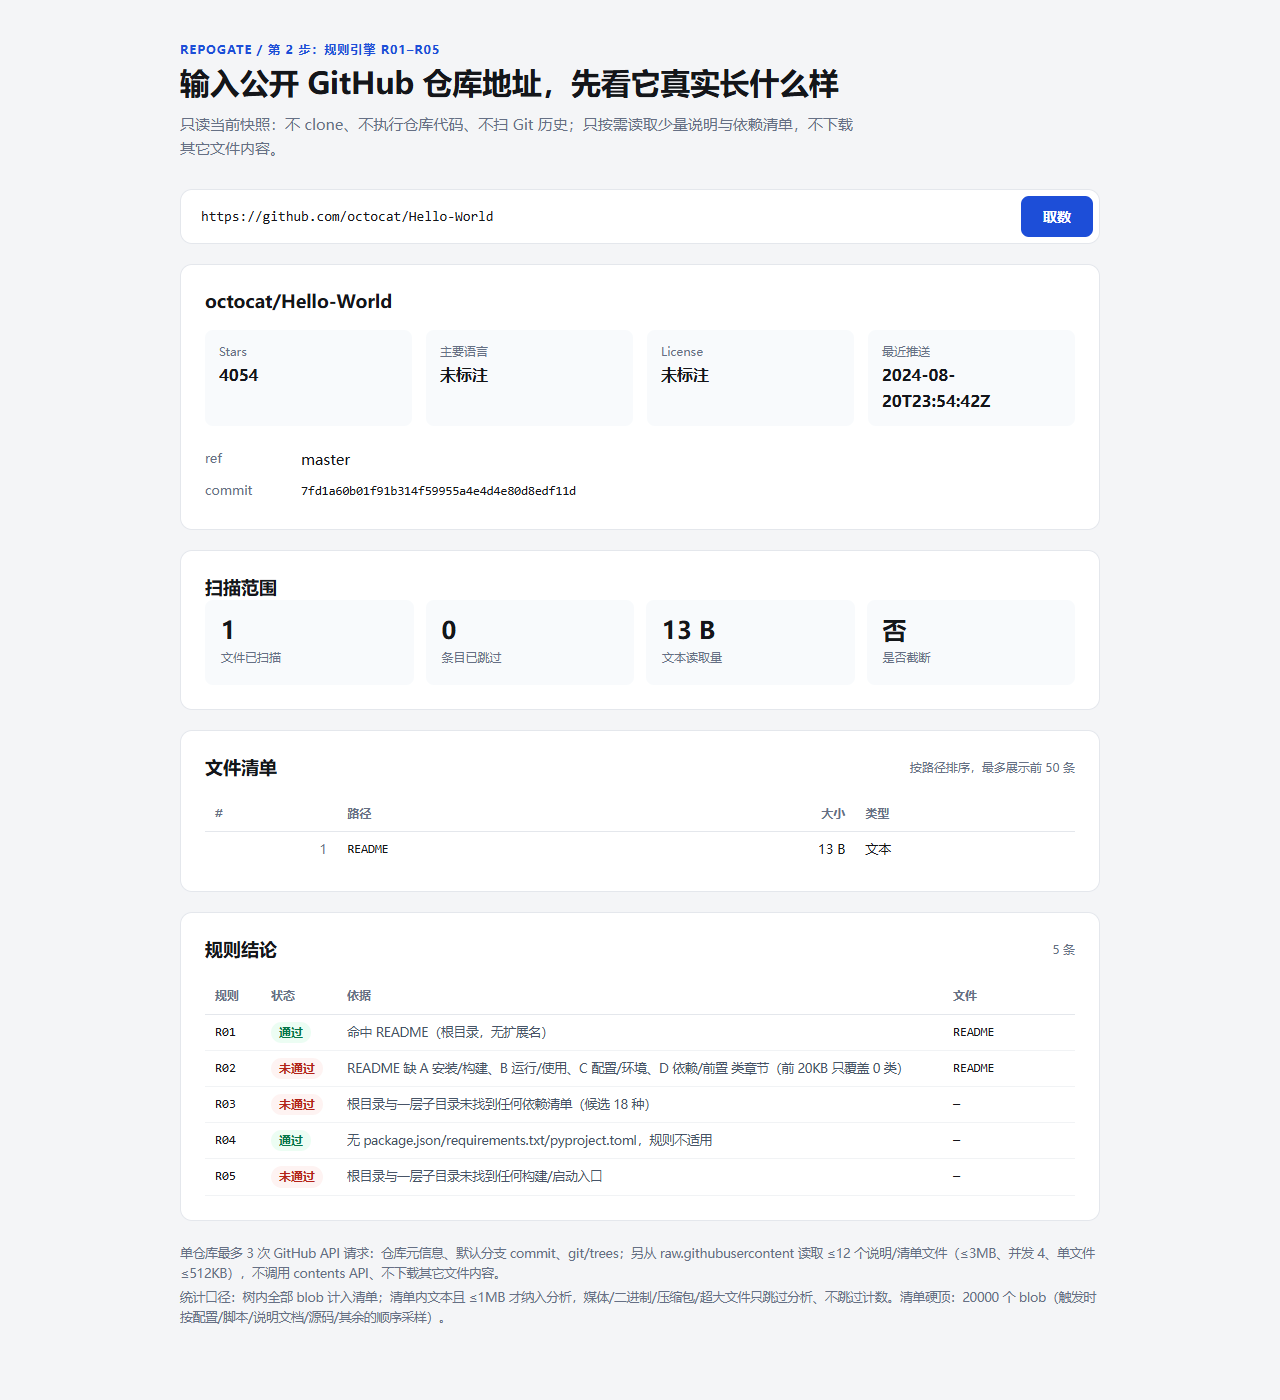 REPOGATE / 第 2 步：规则引擎 R01–R05
输入公开 GitHub 仓库地址，先看它真实长什么样
只读当前快照：不 clone、不执行仓库代码、不扫 Git 历史；只按需读取少量说明与依赖清单，不下载
其它文件内容。
https://github.com/octocat/Hello-World
取数
octocat/Hello-World
Stars
4054
主要语言
未标注
License
未标注
最近推送
2024-08-
20T23:54:42Z
ref master
commit 7fd1a60b01f91b314f59955a4e4d4e80d8edf11d
扫描范围
1
文件已扫描
0
条目已跳过
13 B
文本读取量
否
是否截断
文件清单 按路径排序，最多展示前 50 条
# 路径 大小 类型
1 README 13 B 文本
规则结论 5 条
规则 状态 依据 文件
R01 通过 命中 README（根目录，无扩展名） README
R02 未通过 README 缺 A 安装/构建、B 运行/使用、C 配置/环境、D 依赖/前置 类章节（前 20KB 只覆盖 0 类） README
R03 未通过 根目录与一层子目录未找到任何依赖清单（候选 18 种） –
R04 通过 无 package.json/requirements.txt/pyproject.toml，规则不适用 –
R05 未通过 根目录与一层子目录未找到任何构建/启动入口 –
单仓库最多 3 次 GitHub API 请求：仓库元信息、默认分支 commit、git/trees；另从 raw.githubusercontent 读取 ≤12 个说明/清单文件（≤3MB、并发 4、单文件
≤512KB），不调用 contents API、不下载其它文件内容。
统计口径：树内全部 blob 计入清单；清单内文本且 ≤1MB 才纳入分析，媒体/二进制/压缩包/超大文件只跳过分析、不跳过计数。清单硬顶：20000 个 blob（触发时
按配置/脚本/说明文档/源码/其余的顺序采样）。